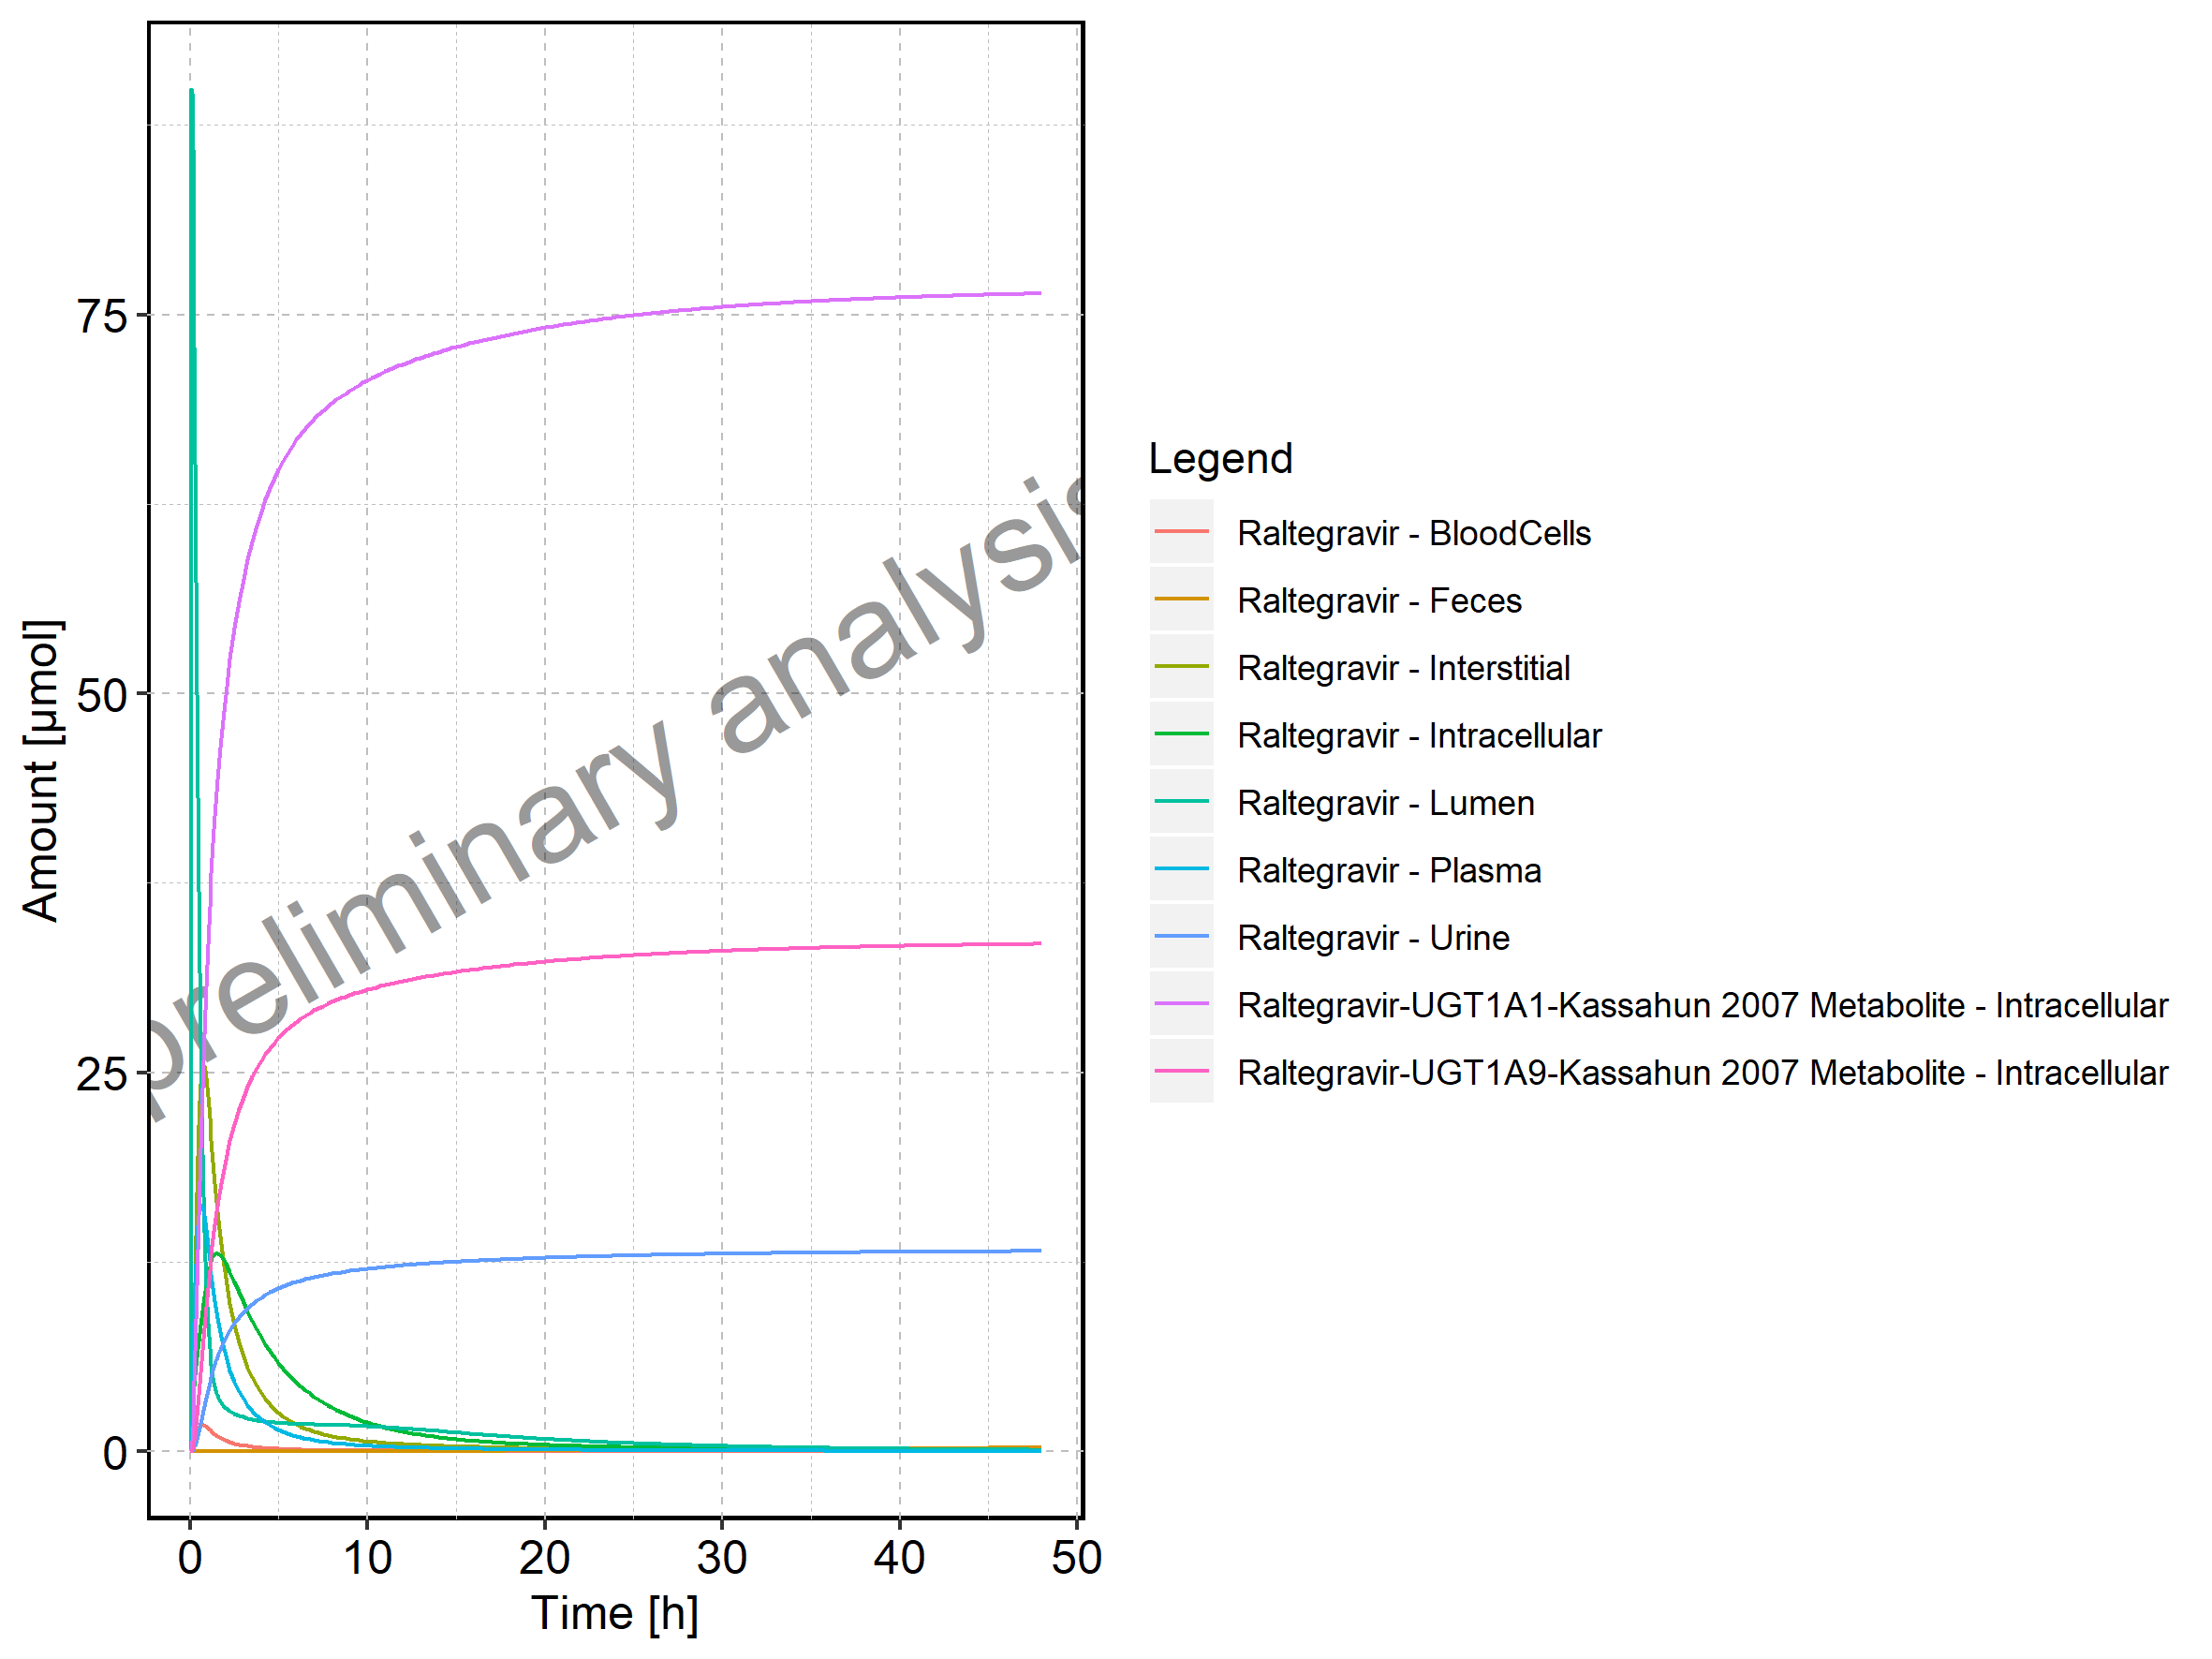 Amount [µmol]
75
50
25
0
0 10 20 30 40 50
Time [h]
preliminary analysis
Legend
Raltegravir - BloodCells
Raltegravir - Feces
Raltegravir - Interstitial
Raltegravir - Intracellular
Raltegravir - Lumen
Raltegravir - Plasma
Raltegravir - Urine
Raltegravir-UGT1A1-Kassahun 2007 Metabolite - Intracellular
Raltegravir-UGT1A9-Kassahun 2007 Metabolite - Intracellular